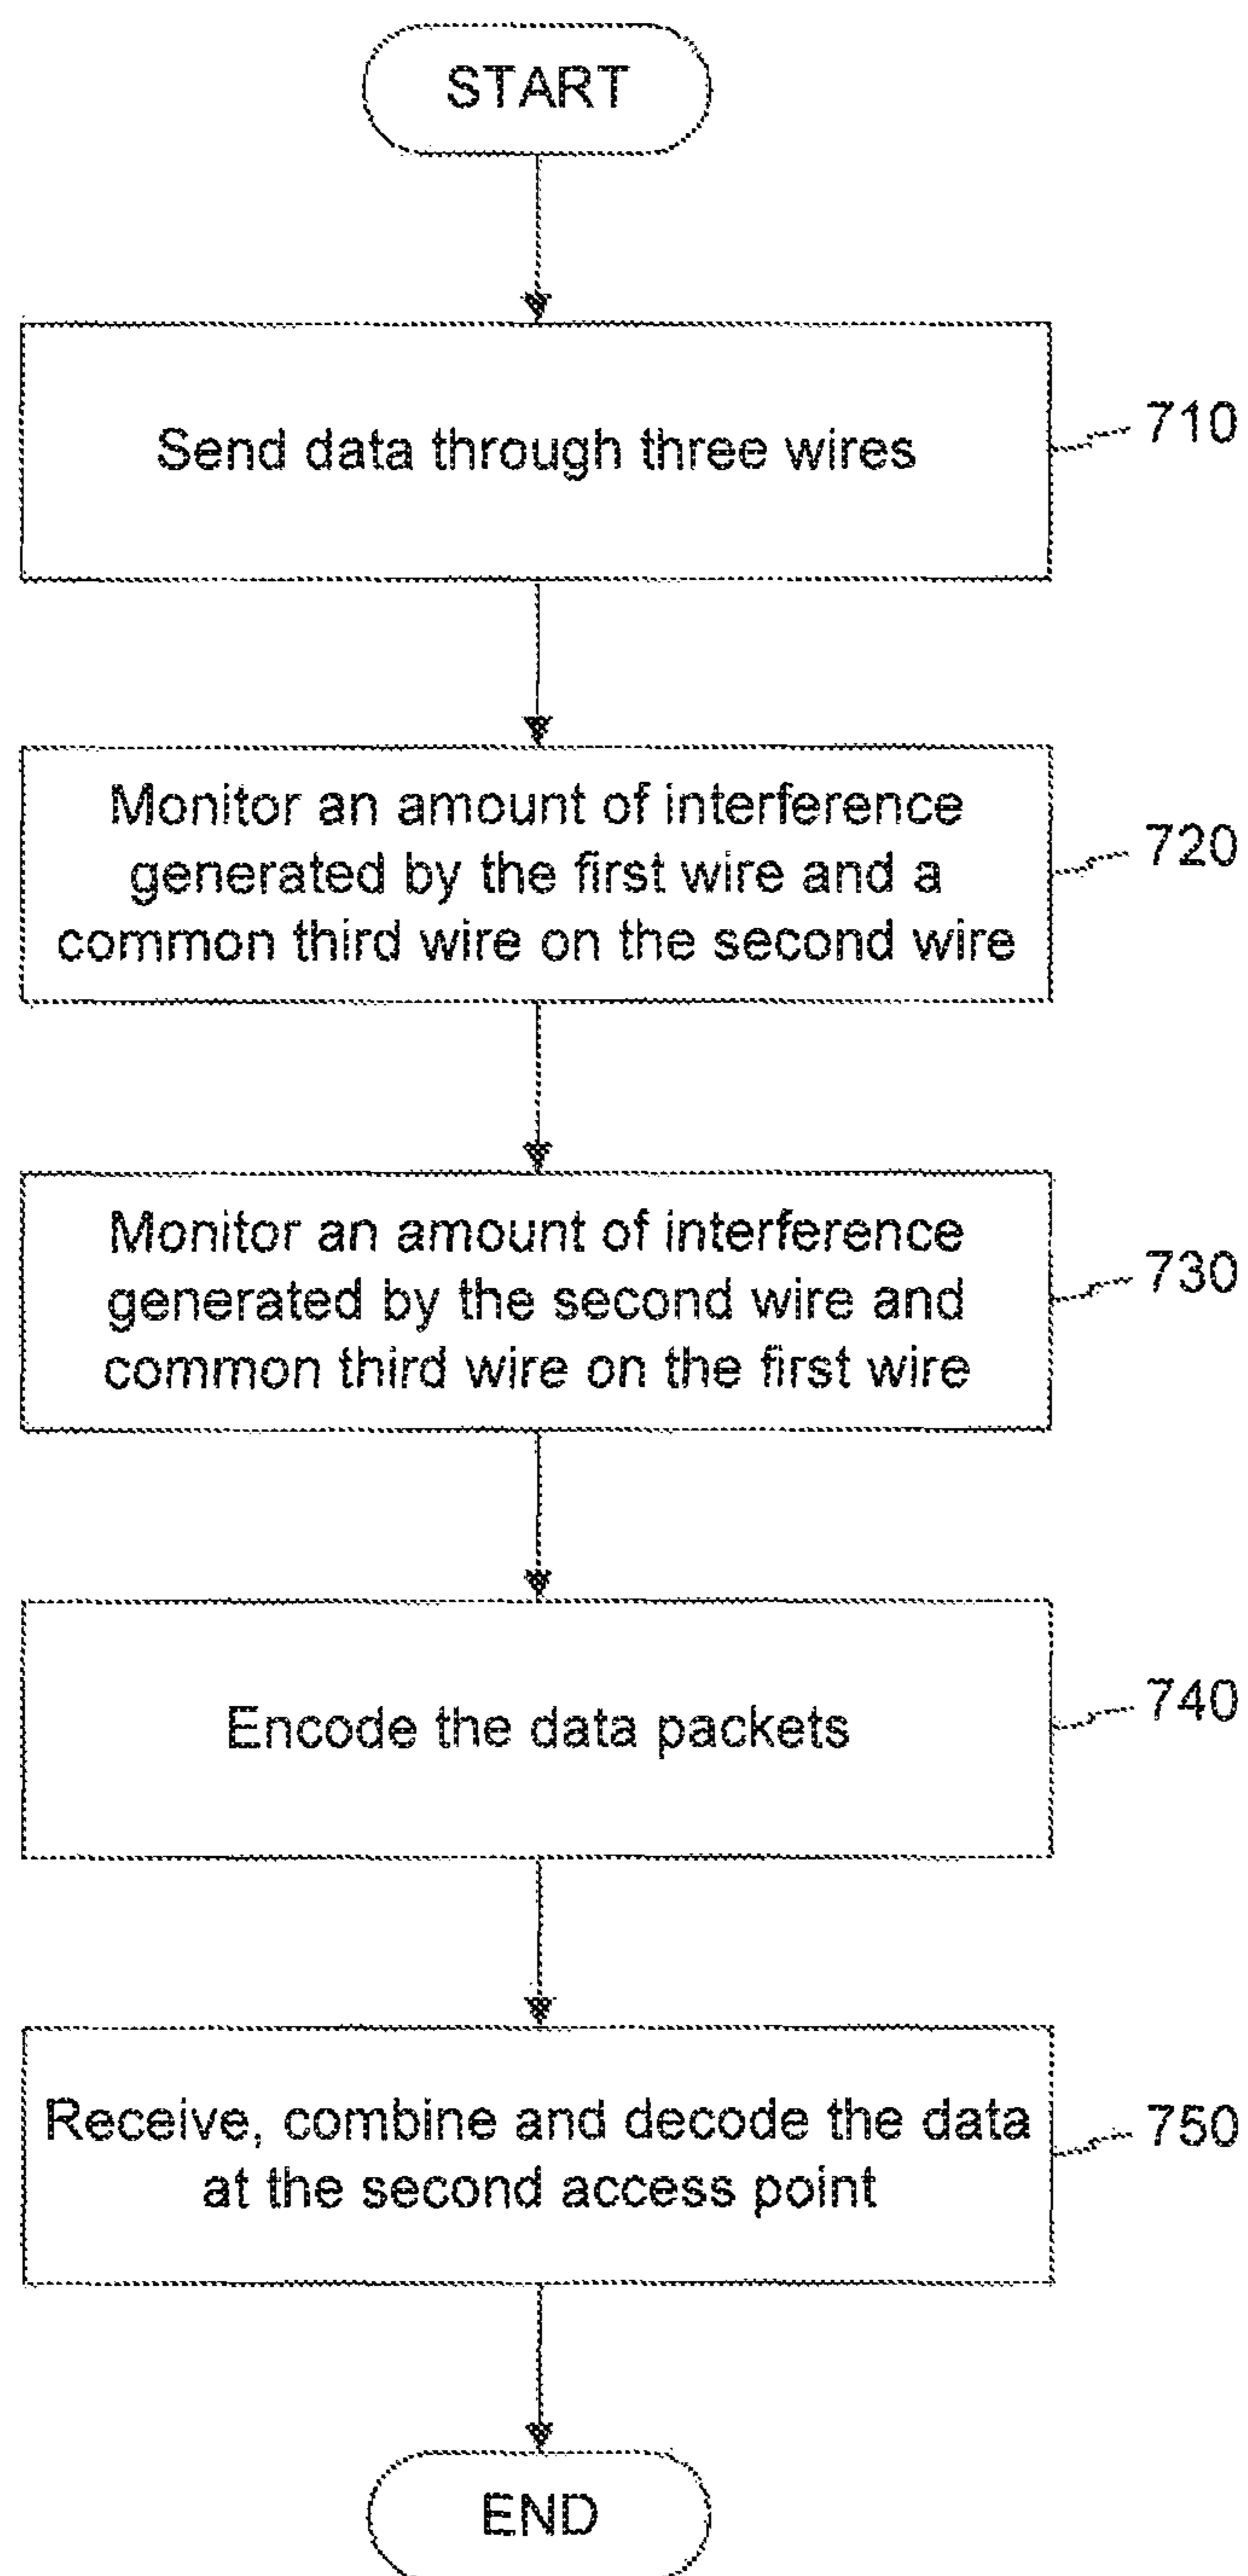 START
Send data through three wires
710
Monitor an amount of interference
generated by the first wire and a
common third wire on the second wire
720
Monitor an amount of interference
generated by the second wire and
common third wire on the first wire
730
Encode the data packets
740
Receive, combine and decode the data
at the second access point
750
END